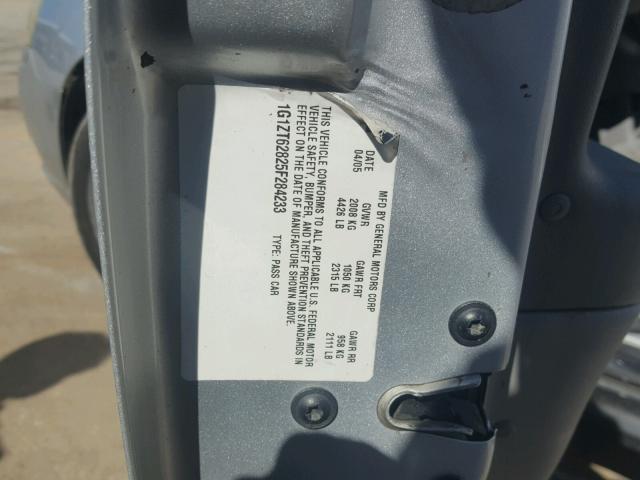 MFD BY GENERAL MOTORS CORP
DATE GVWR GAWR FRT GAWR RR
04/05 2008 KG 1050 KG 958 KG
4426 LB 2315 LB 2111 LB
THIS VEHICLE CONFORMS TO ALL APPLICABLE U.S. FEDERAL MOTOR
VEHICLE SAFETY, BUMPER, AND THEFT PREVENTION STANDARDS IN
EFFECT ON THE DATE OF MANUFACTURE SHOWN ABOVE.
1G1ZT62825F284233 TYPE: PASS CAR